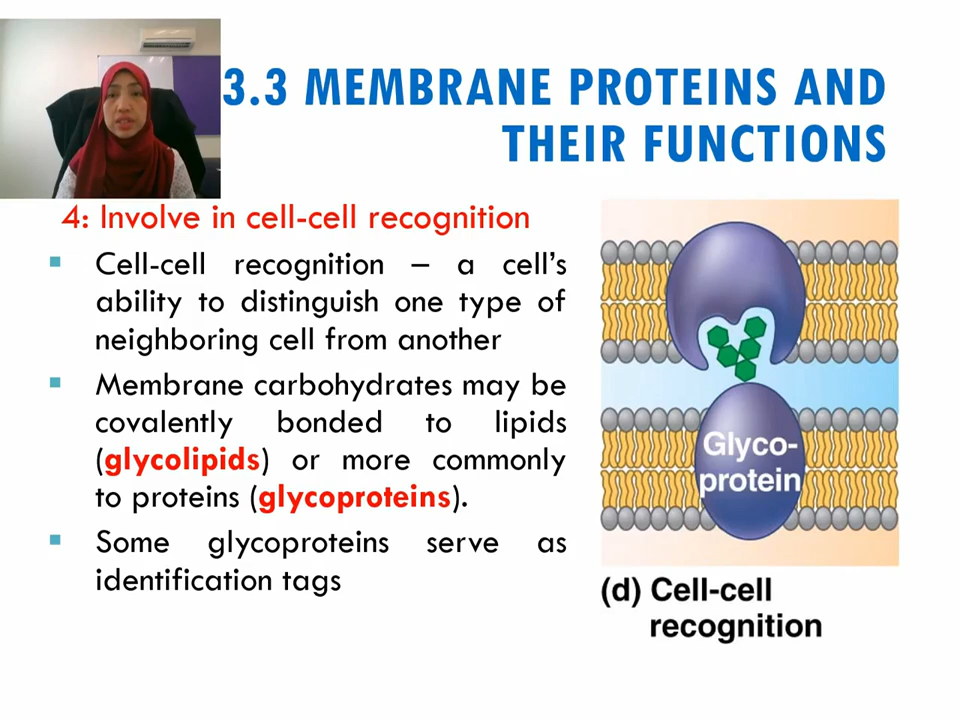 3.3 MEMBRANE PROTEINS AND
THEIR FUNCTIONS
4: Involve in cell-cell recognition
▪ Cell-cell recognition – a cell’s
ability to distinguish one type of
neighboring cell from another
▪ Membrane carbohydrates may be
covalently bonded to lipids
(glycolipids) or more commonly
to proteins (glycoproteins).
▪ Some glycoproteins serve as
identification tags
Glyco-
protein
(d) Cell-cell
recognition